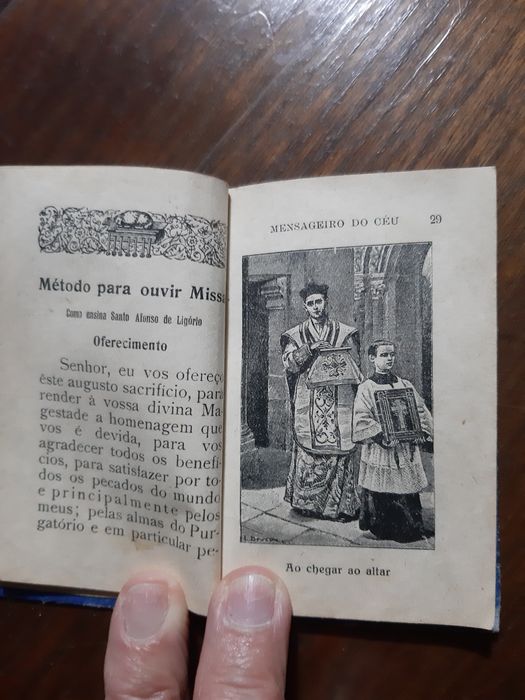 Método para ouvir Missa
Como ensina Santo Afonso de Ligório
Oferecimento
Senhor, eu vos ofereço
êste augusto sacrifício, para
render à vossa divina Ma-
gestade a homenagem que
vos é devida, para vos
agradecer todos os benefí-
cios, para satisfazer por to-
dos os pecados do mundo
e principalmente pelos
meus; pelas almas do Pur-
gatório e em particular pe-
MENSAGEIRO DO CÉU 29
Ao chegar ao altar